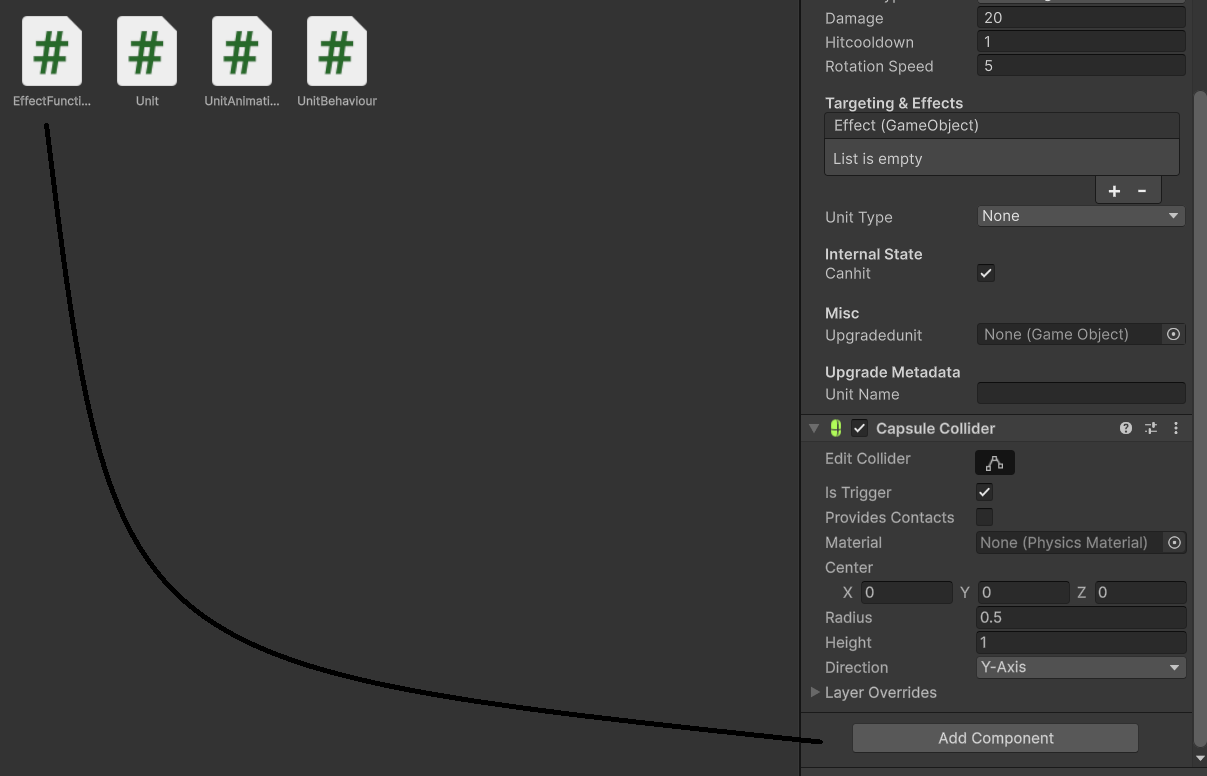 EffectFuncti...
Unit
UnitAnimati...
UnitBehaviour
Damage 20
Hitcooldown 1
Rotation Speed 5
Targeting & Effects
Effect (GameObject)
List is empty
+ -
Unit Type None
Internal State
Canhit
Misc
Upgradedunit None (Game Object)
Upgrade Metadata
Unit Name
Capsule Collider
Edit Collider
Is Trigger
Provides Contacts
Material None (Physics Material)
Center
X 0 Y 0 Z 0
Radius 0.5
Height 1
Direction Y-Axis
Layer Overrides
Add Component